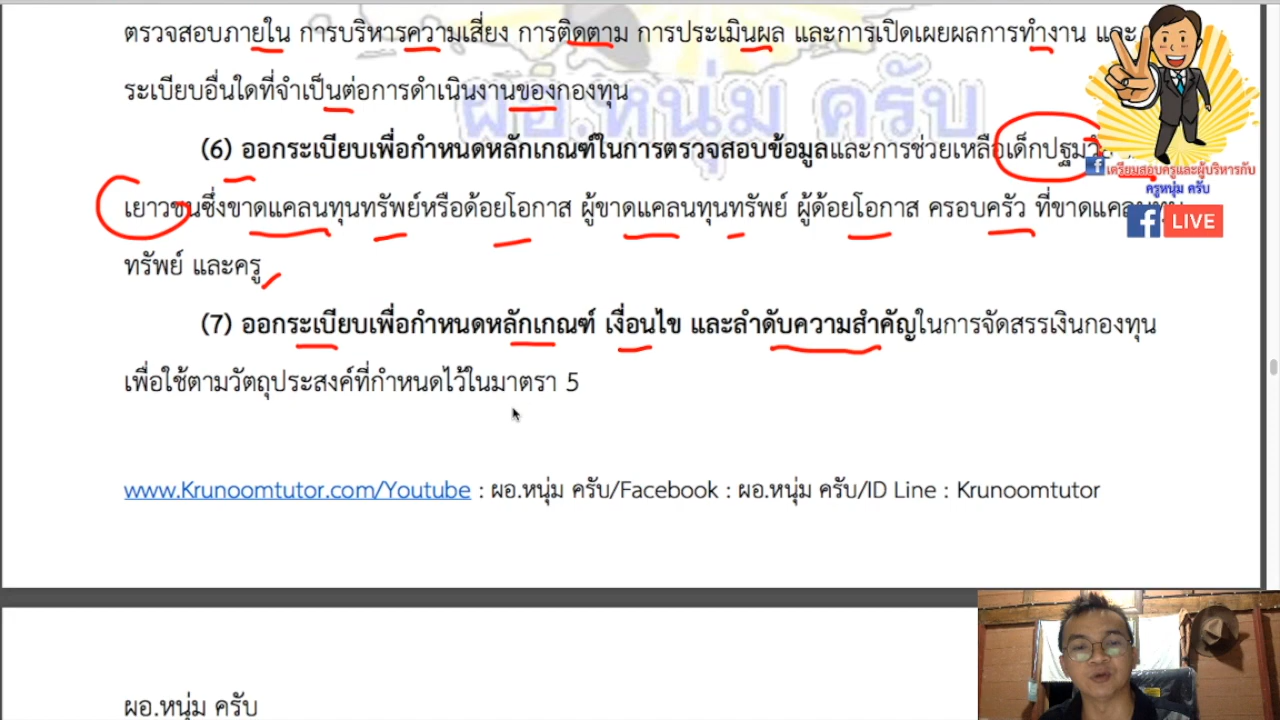 ตรวจสอบภายใน การบริหารความเสี่ยง การติดตาม การประเมินผล และการเปิดเผยผลการทำงาน และ
ระเบียบอื่นใดที่จำเป็นต่อการดำเนินงานของกองทุน
ผอ.หนุ่ม ครับ
(6) ออกระเบียบเพื่อกำหนดหลักเกณฑ์ในการตรวจสอบข้อมูลและการช่วยเหลือเด็กปฐมวัย
เยาวชนซึ่งขาดแคลนทุนทรัพย์หรือด้อยโอกาส ผู้ขาดแคลนทุนทรัพย์ ผู้ด้อยโอกาส ครอบครัว ที่ขาดแคลนทุน
ทรัพย์ และครู
เตรียมสอบครูและผู้บริหารกับ
ครูหนุ่ม ครับ
f LIVE
(7) ออกระเบียบเพื่อกำหนดหลักเกณฑ์ เงื่อนไข และลำดับความสำคัญในการจัดสรรเงินกองทุน
เพื่อใช้ตามวัตถุประสงค์ที่กำหนดไว้ในมาตรา 5
www.Krunoomtutor.com/Youtube : ผอ.หนุ่ม ครับ/Facebook : ผอ.หนุ่ม ครับ/ID Line : Krunoomtutor
ผอ.หนุ่ม ครับ